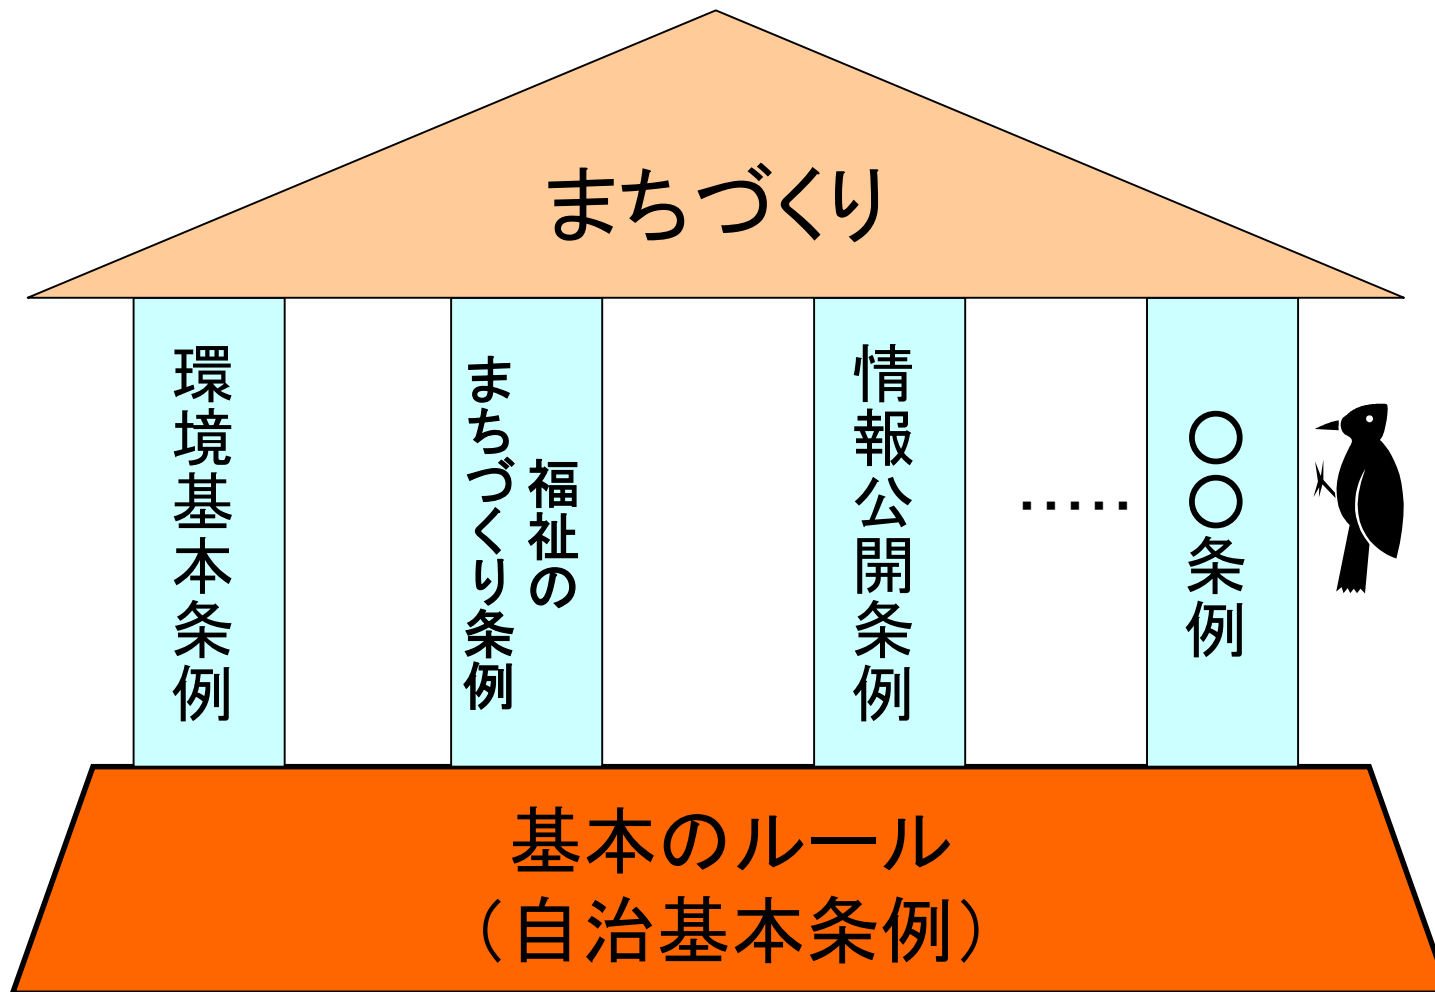 まちづくり
環境基本条例
福祉の
まちづくり条例
情報公開条例
・・・・・
〇〇条例
基本のルール
（自治基本条例）